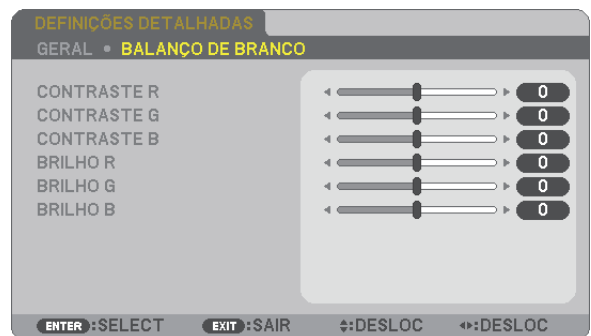 DEFINIÇÕES DETALHADAS
GERAL • BALANÇO DE BRANCO
CONTRASTE R 0
CONTRASTE G 0
CONTRASTE B 0
BRILHO R 0
BRILHO G 0
BRILHO B 0
ENTER :SELECT EXIT :SAIR :DESLOC :DESLOC